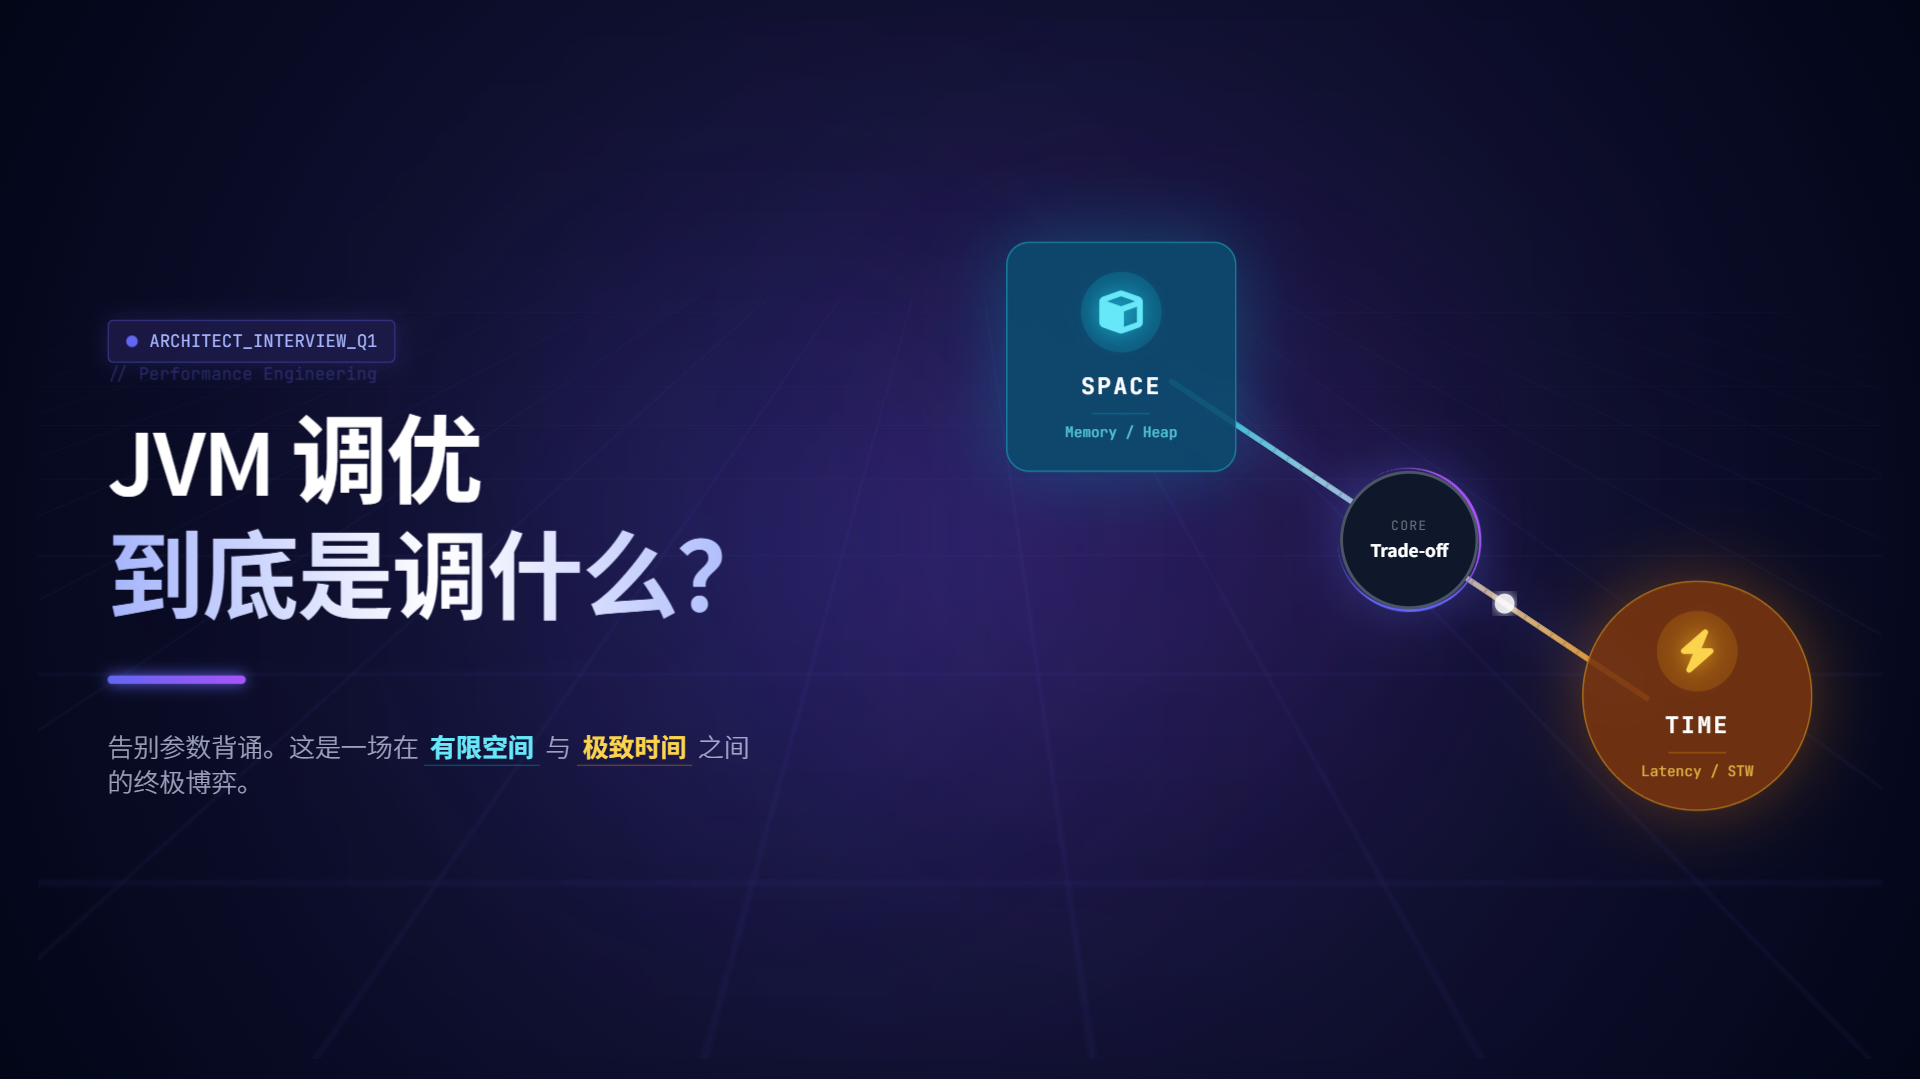 ARCHITECT_INTERVIEW_Q1
// Performance Engineering
JVM 调优
到底是调什么?
告别参数背诵。这是一场在 有限空间 与 极致时间 之间
的终极博弈。
SPACE
Memory / Heap
CORE
Trade-off
TIME
Latency / STW